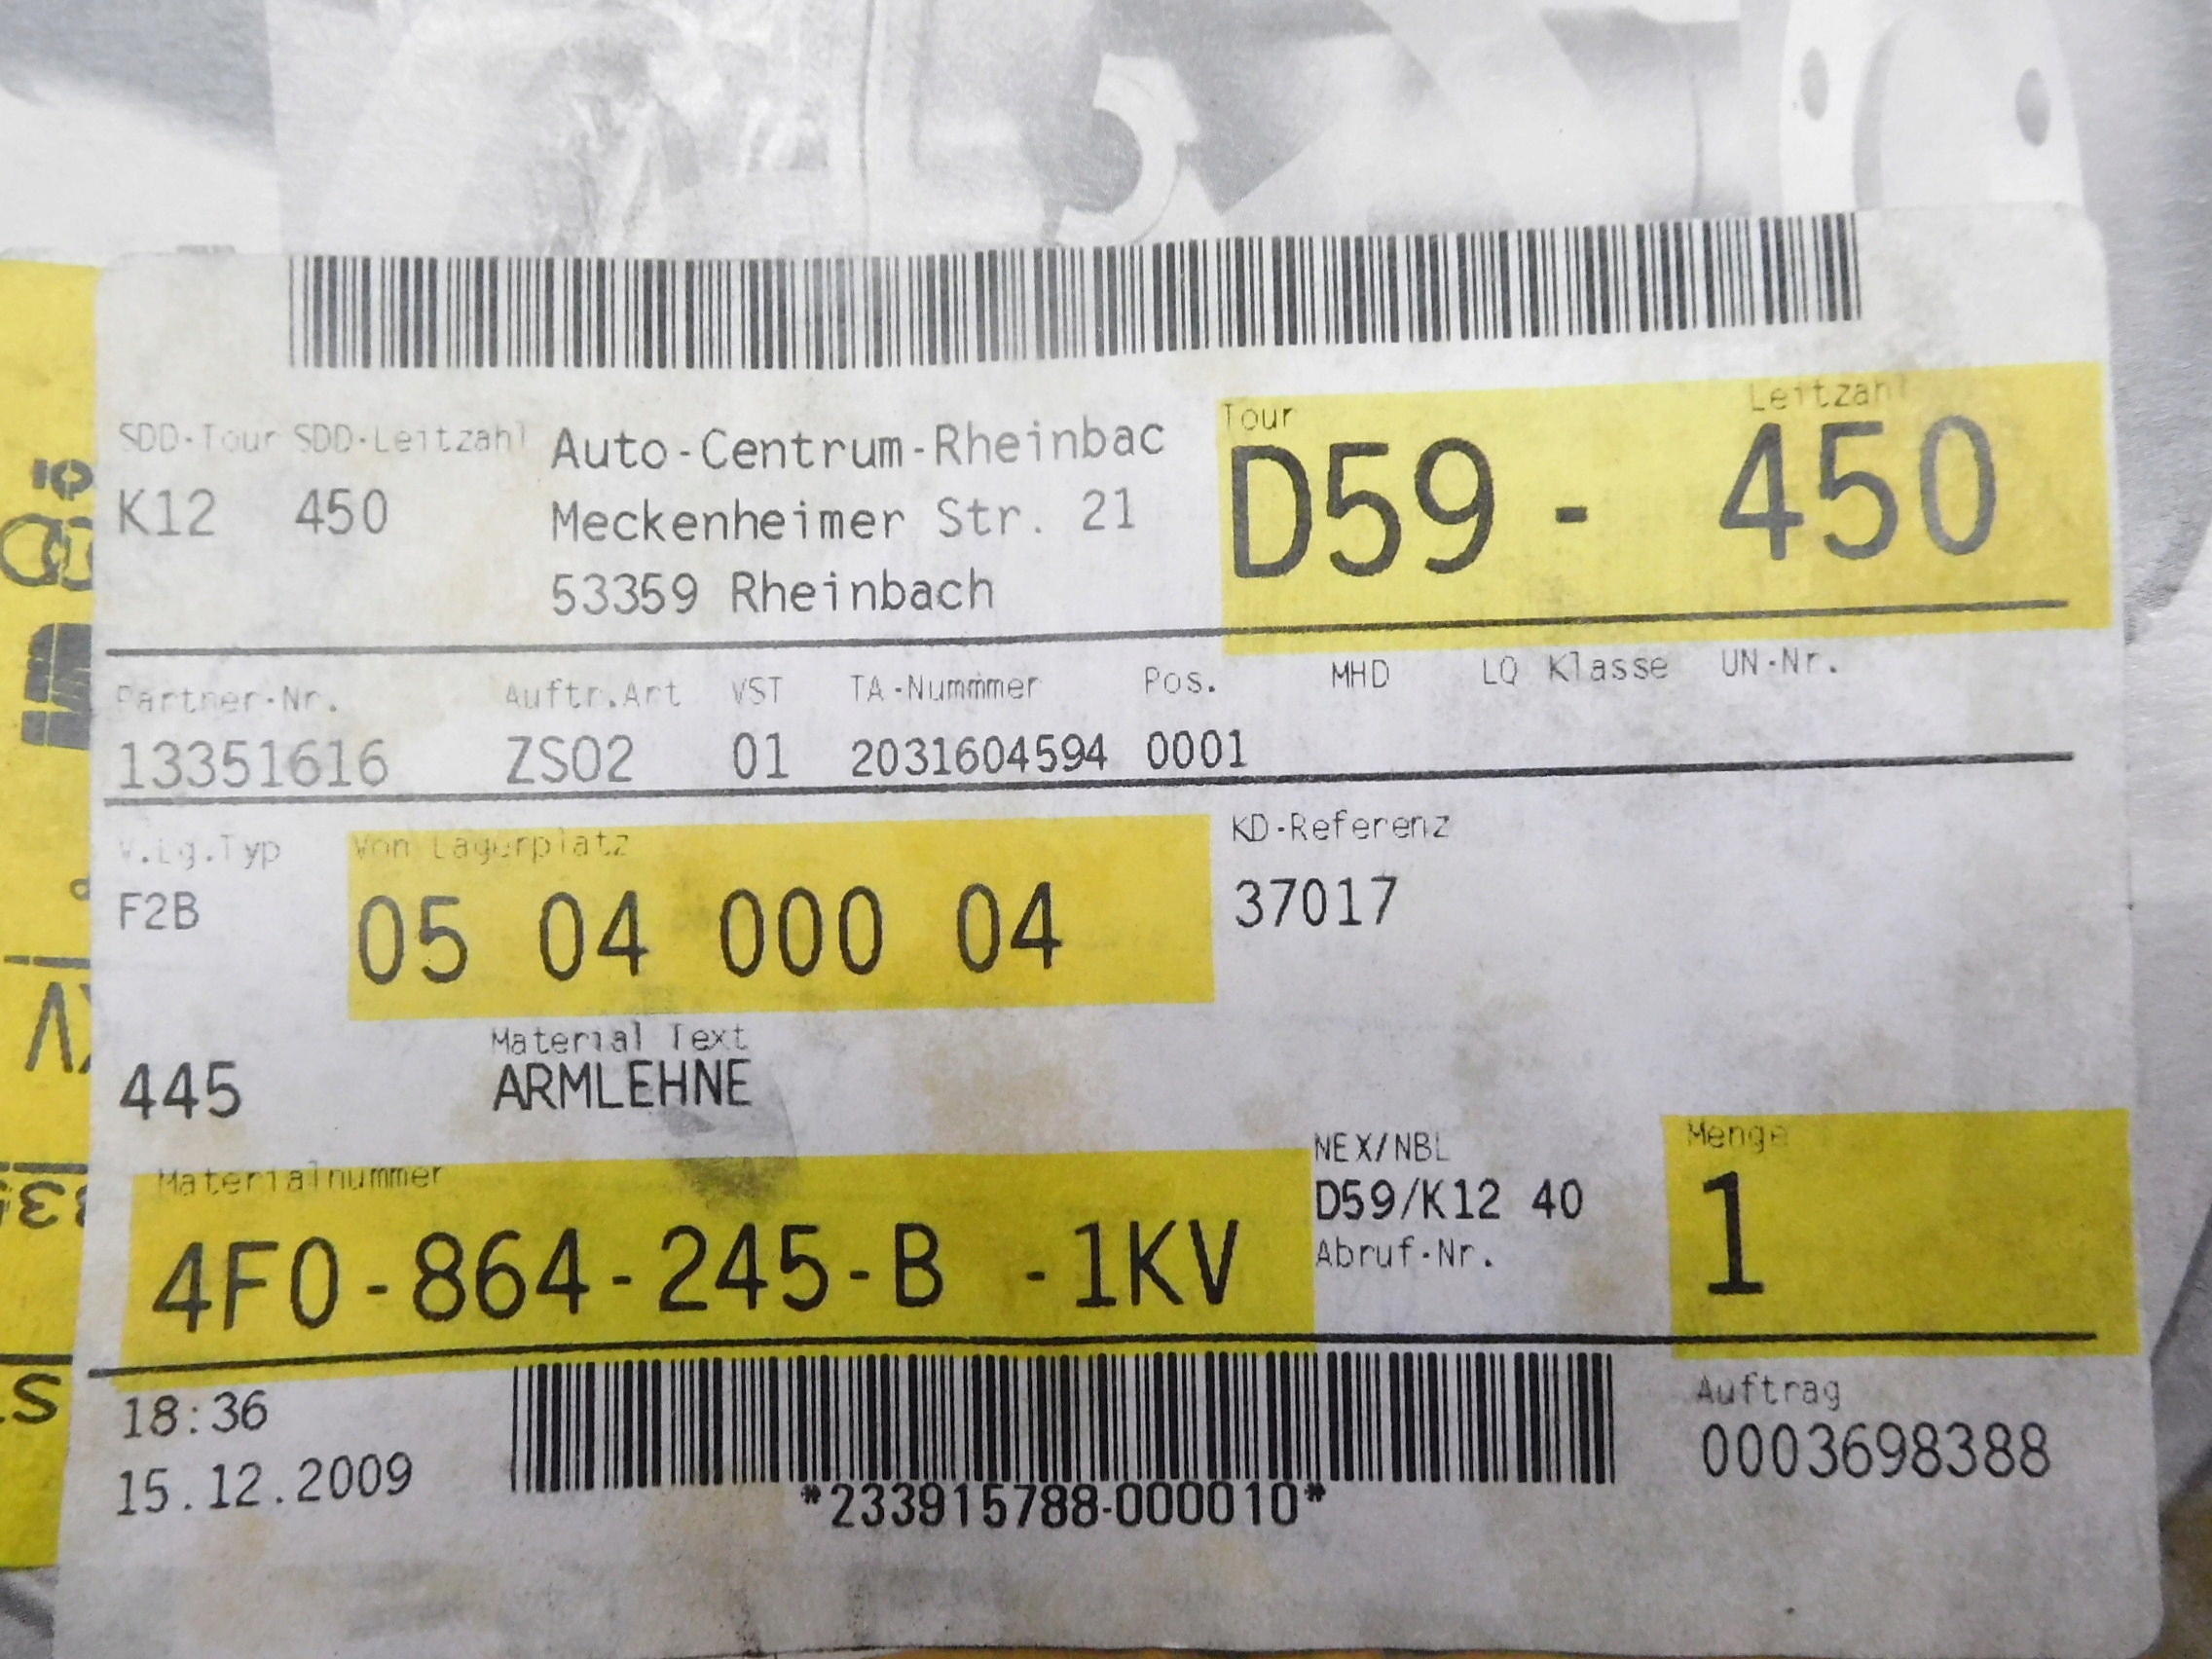 SDD-Tour SDD-Leitzahl Auto-Centrum-Rheinbac Tour Leitzahl
K12 450 Meckenheimer Str. 21 D59 - 450
53359 Rheinbach
Partner-Nr. Auftr.Art VST TA-Nummmer Pos. MHD LQ Klasse UN-Nr.
13351616 ZS02 01 2031604594 0001
V.Lg.Typ Von Lagerplatz KD-Referenz
F2B 05 04 000 04 37017
Material Text
445 ARMLEHNE
Materialnummer NEX/NBL Menge
4F0-864-245-B -1KV D59/K12 40 1
Abruf-Nr.
18:36 Auftrag
15.12.2009 0003698388
*233915788-000010*